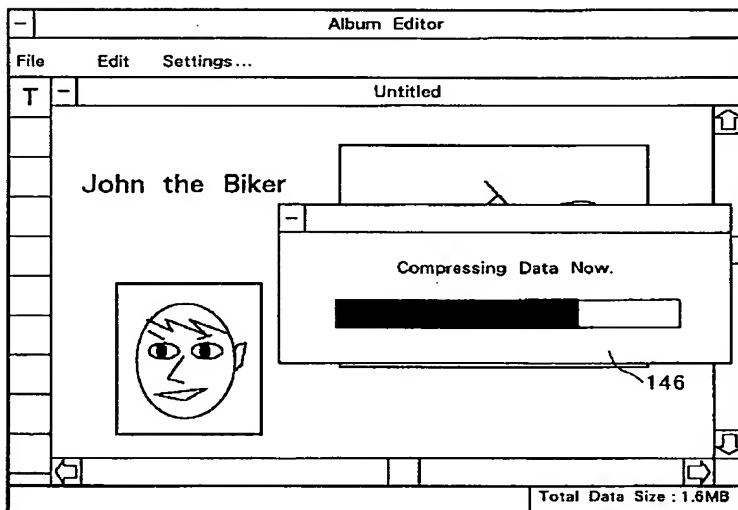 Album Editor
File Edit Settings...
T Untitled
John the Biker
Compressing Data Now.
146
Total Data Size : 1.6MB